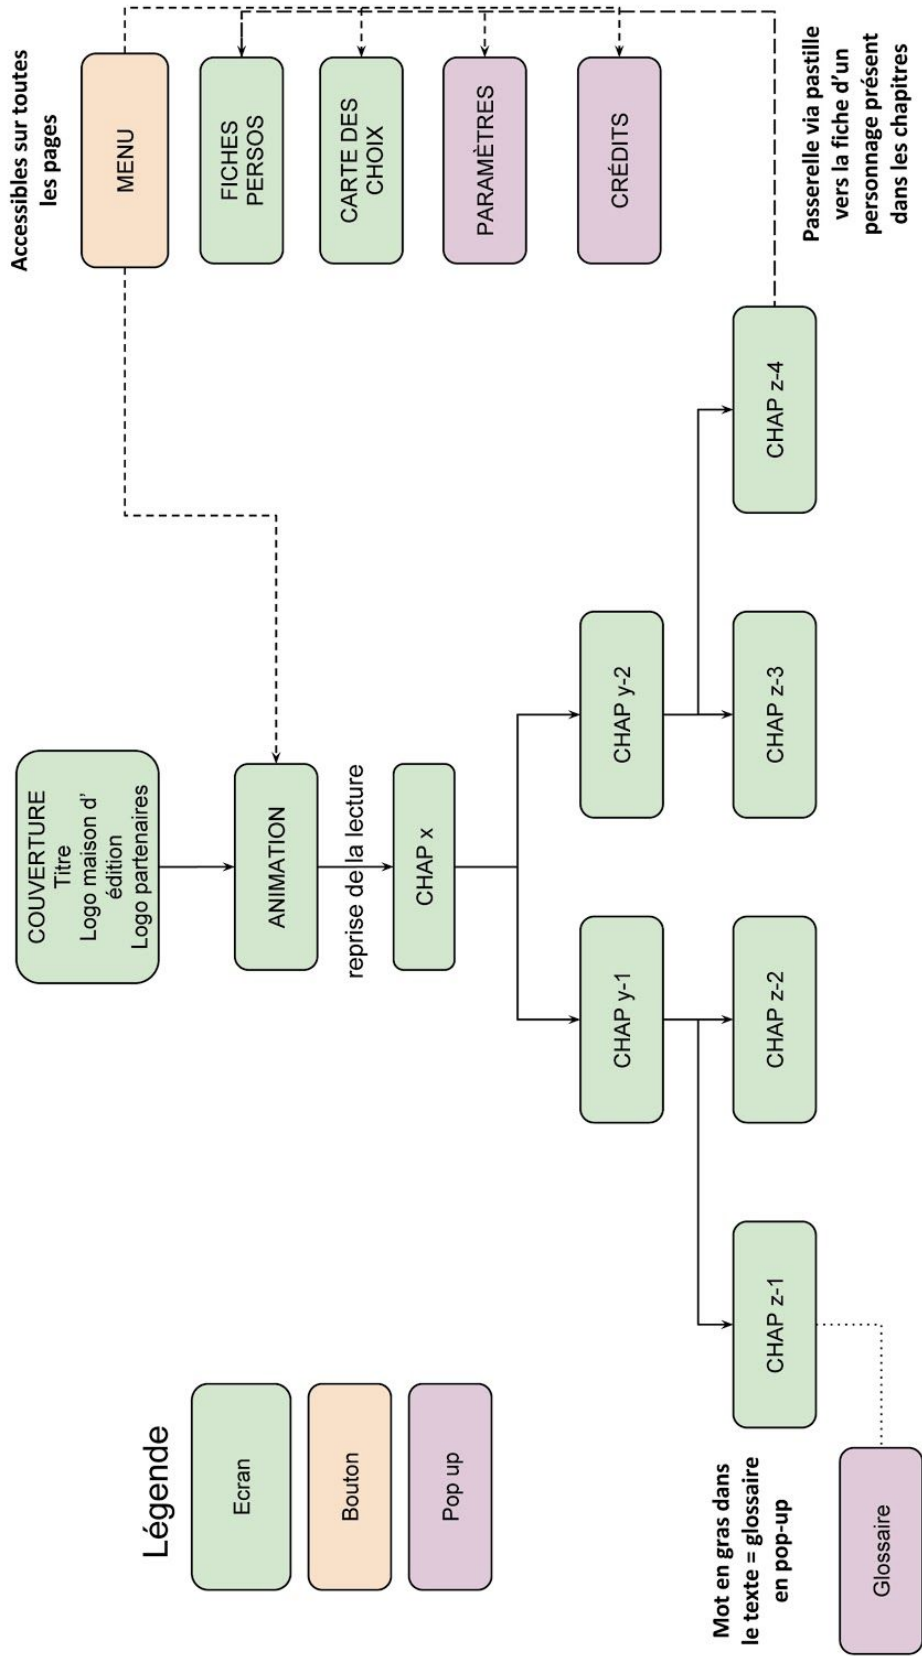 Légende
Ecran
Bouton
Pop up
COUVERTURE
Titre
Logo maison d'
édition
Logo partenaires
ANIMATION
reprise de la lecture
CHAP x
CHAP y-1
CHAP y-2
CHAP z-1
CHAP z-2
CHAP z-3
CHAP z-4
Mot en gras dans
le texte = glossaire
en pop-up
Glossaire
Accessibles sur toutes
les pages
MENU
FICHES
PERSOS
CARTE DES
CHOIX
PARAMÈTRES
CRÉDITS
Passerelle via pastille
vers la fiche d'un
personnage présent
dans les chapitres